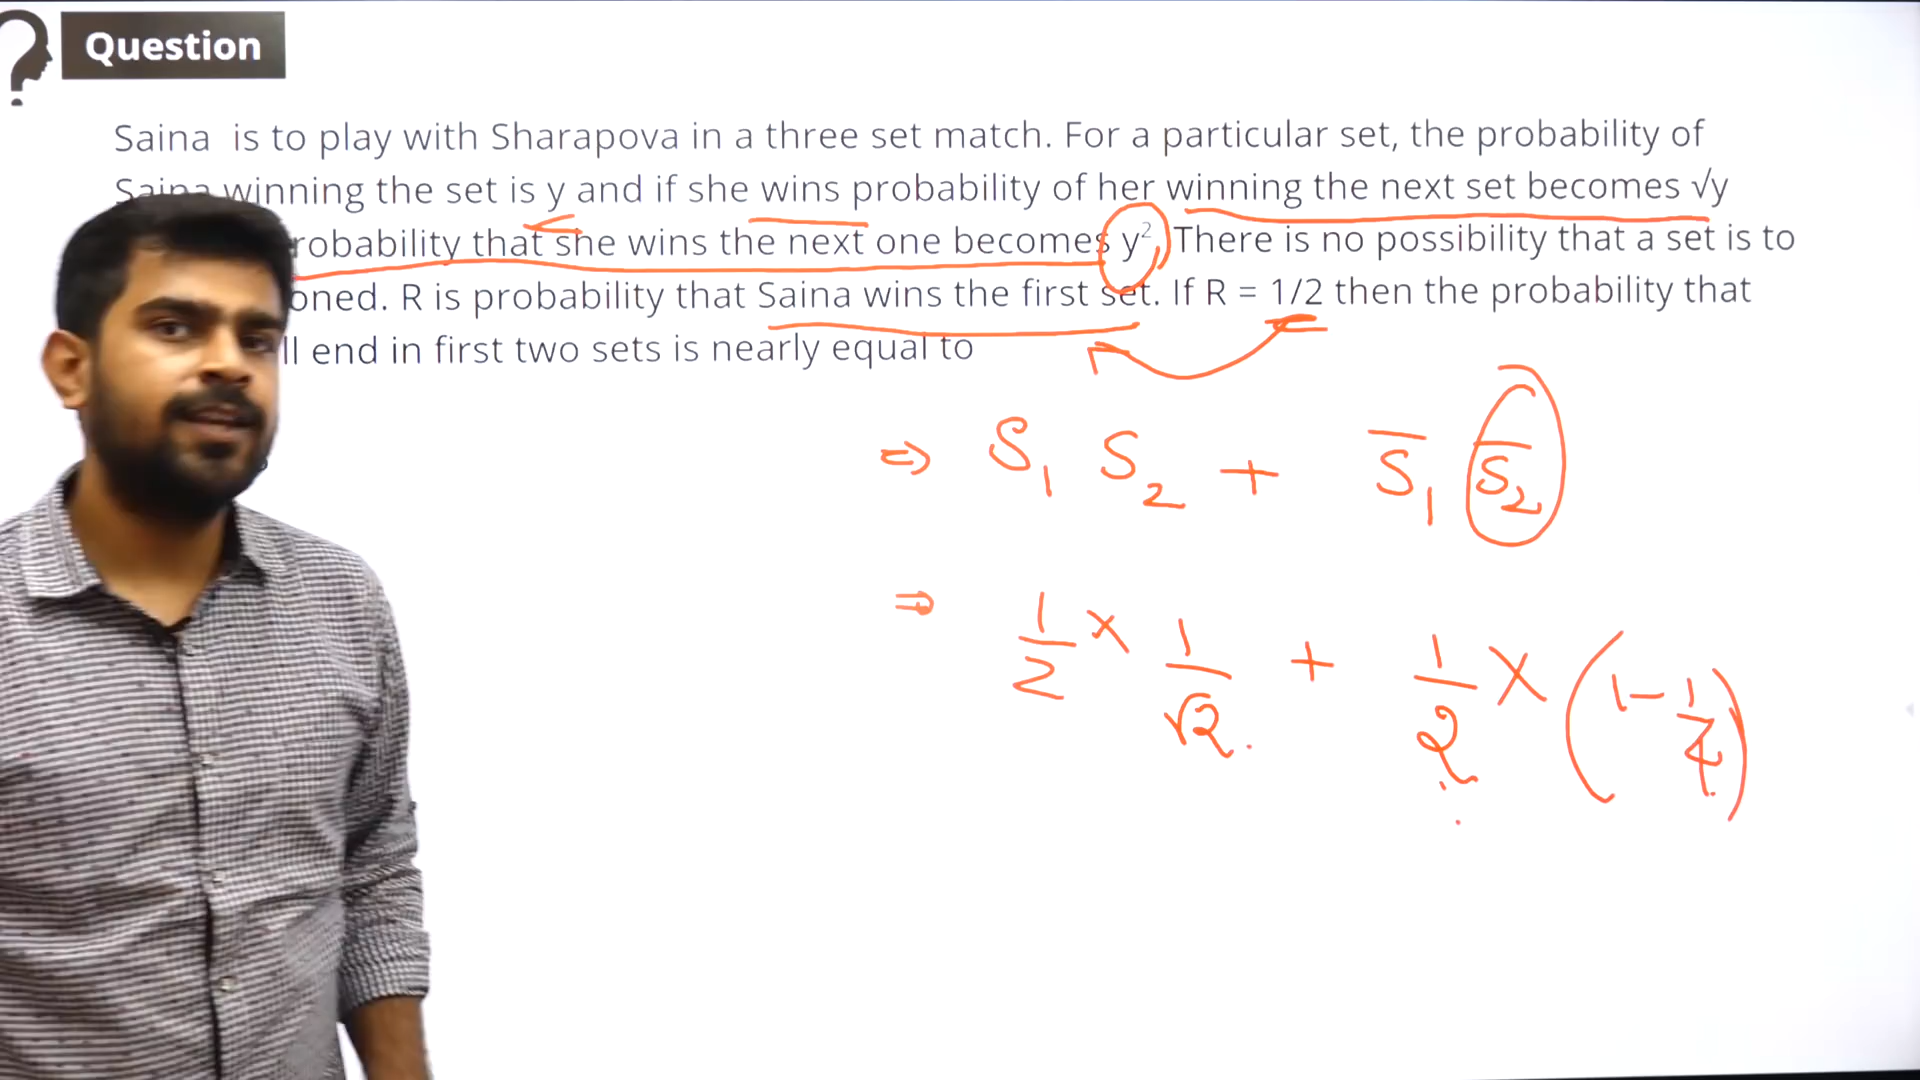 Question
Saina is to play with Sharapova in a three set match. For a particular set, the probability of
Saina winning the set is y and if she wins probability of her winning the next set becomes √y
robability that she wins the next one becomes y². There is no possibility that a set is to
oned. R is probability that Saina wins the first set. If R = 1/2 then the probability that
ll end in first two sets is nearly equal to
⇒ S₁ S₂ + S̅₁ S̅₂
⇒ 1/2 × 1/√2 + 1/2 × (1 - 1/4)